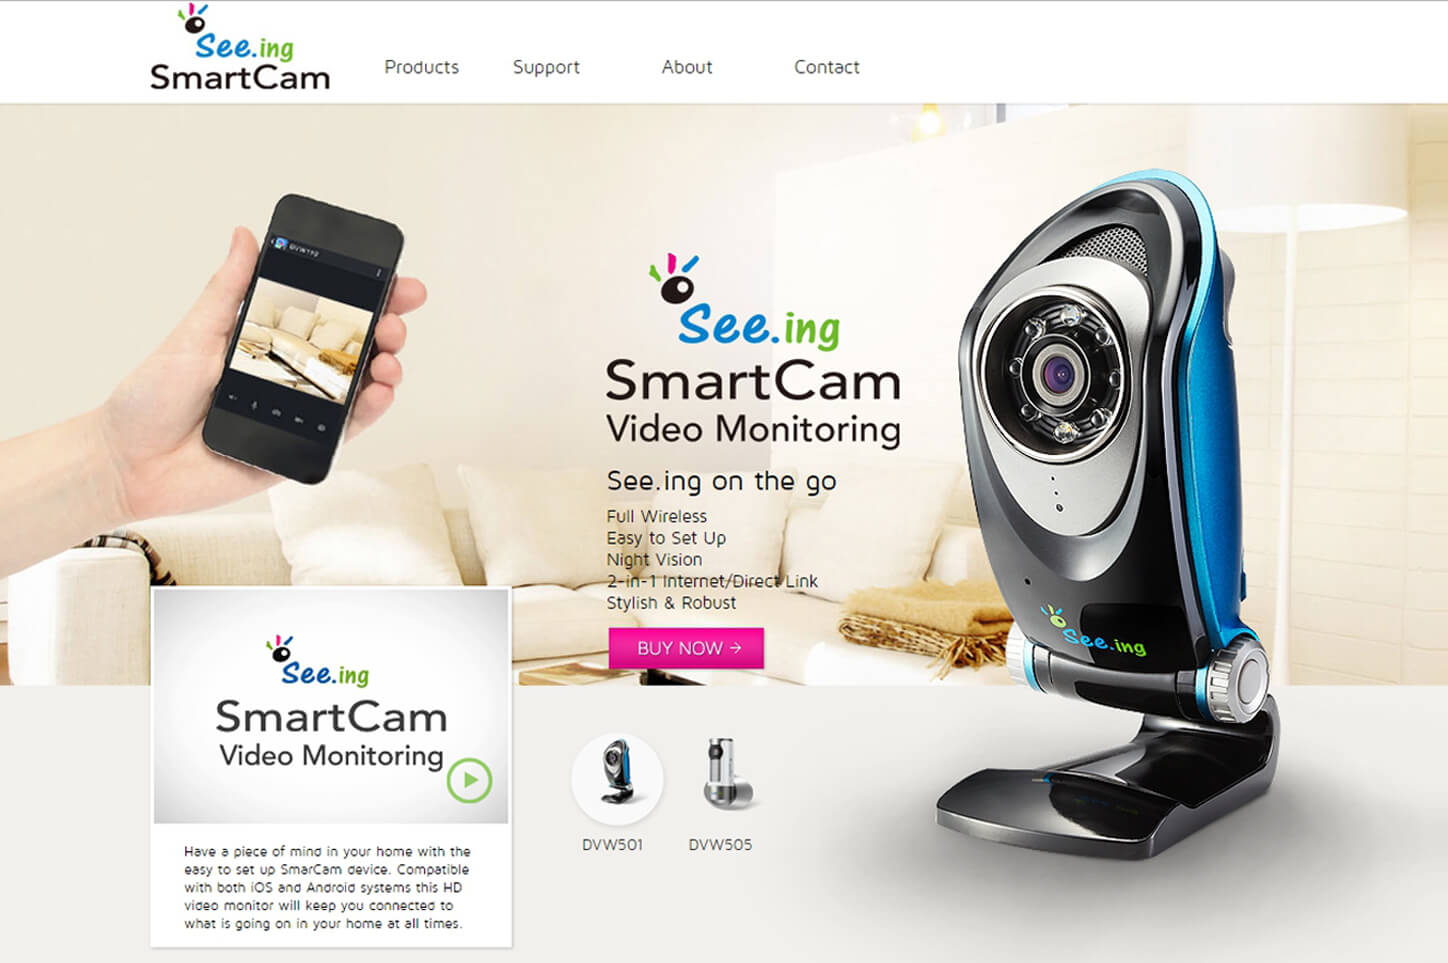 See.ing
SmartCam
Products
Support
About
Contact
See.ing
SmartCam
Video Monitoring
See.ing on the go
Full Wireless
Easy to Set Up
Night Vision
2-in-1 Internet/Direct Link
Stylish & Robust
BUY NOW →
See.ing
See.ing
SmartCam
Video Monitoring
DVW501
DVW505
Have a piece of mind in your home with the
easy to set up SmarCam device. Compatible
with both iOS and Android systems this HD
video monitor will keep you connected to
what is going on in your home at all times.